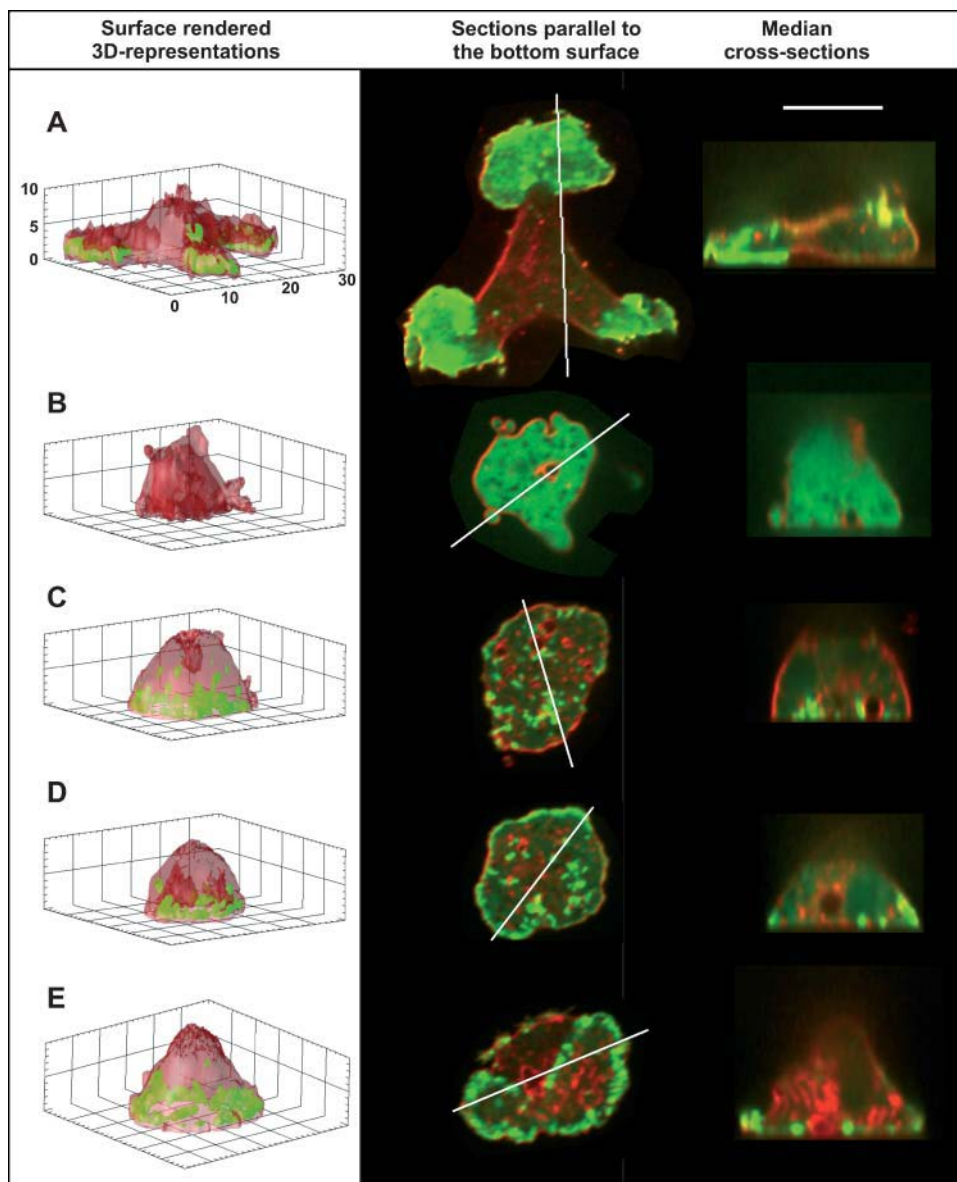 Surface rendered
3D-representations
Sections parallel to
the bottom surface
Median
cross-sections
A
10
5
0
0
10
20
30
B
C
D
E